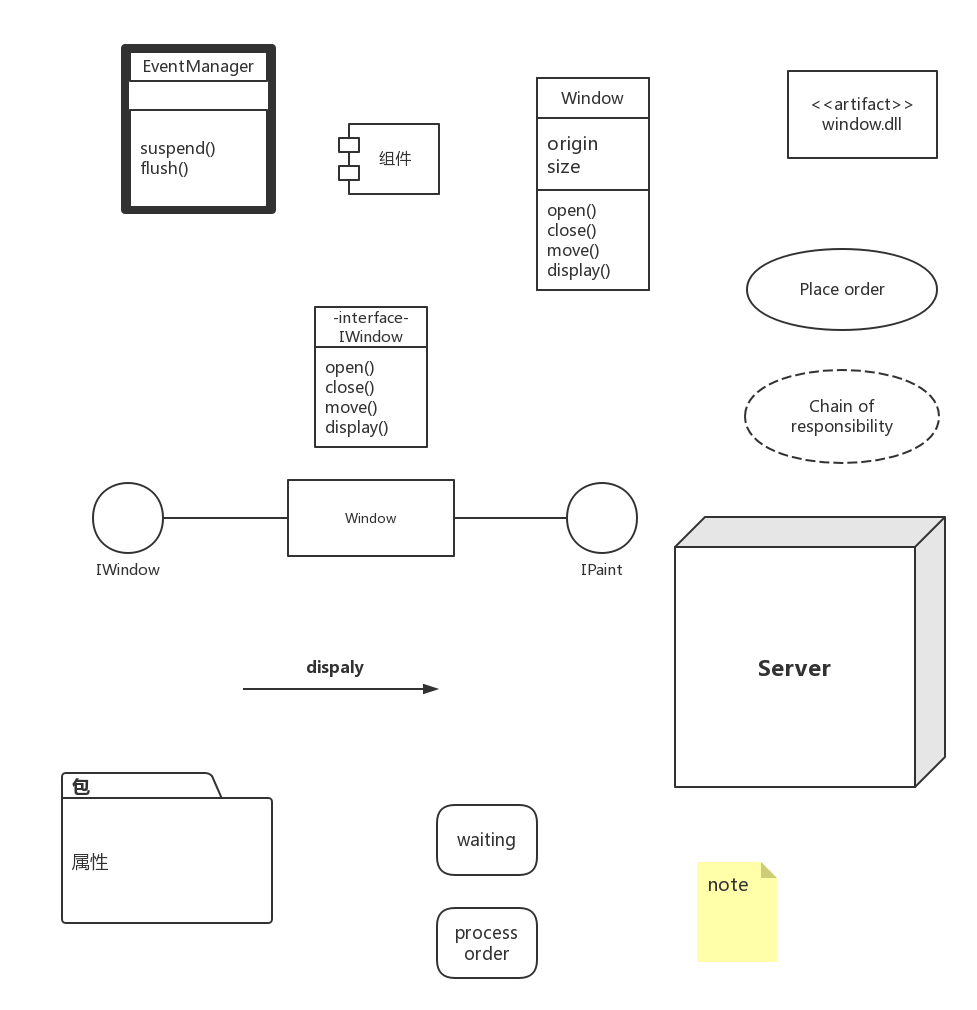 EventManager
suspend()
flush()
组件
Window
origin
size
open()
close()
move()
display()
<<artifact>>
window.dll
Place order
-interface-
IWindow
open()
close()
move()
display()
Chain of
responsibility
Window
IWindow
IPaint
dispaly
Server
包
属性
waiting
process
order
note